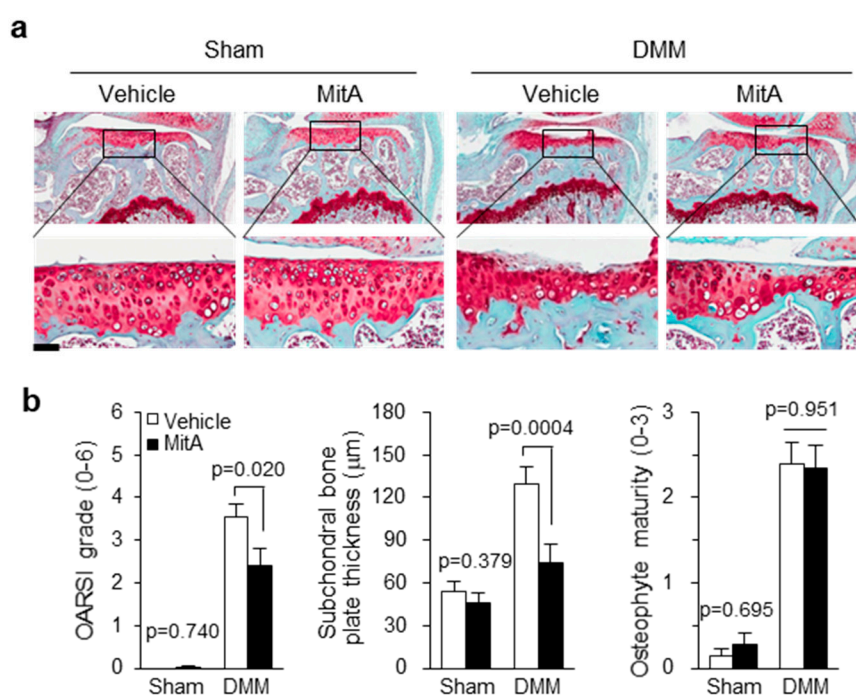 a
Sham DMM
Vehicle MitA Vehicle MitA
b
OARSI grade (0-6)
6
5
4
3
2
1
0
Vehicle
MitA
p=0.020
p=0.740
Sham DMM
Subchondral bone
plate thickness (μm)
180
150
120
90
60
30
0
p=0.0004
p=0.379
Sham DMM
Osteophyte maturity (0-3)
3
2
1
0
p=0.951
p=0.695
Sham DMM